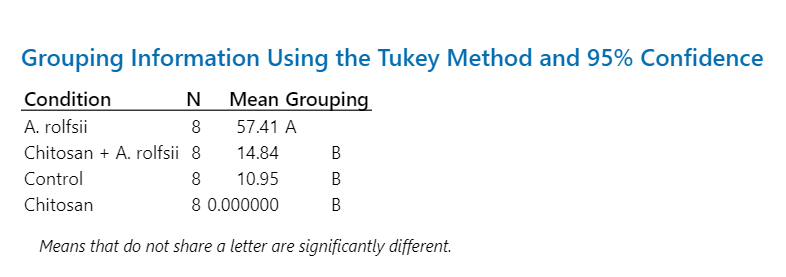 Grouping Information Using the Tukey Method and 95% Confidence
Condition N Mean Grouping
A. rolfsii 8 57.41 A
Chitosan + A. rolfsii 8 14.84 B
Control 8 10.95 B
Chitosan 8 0.000000 B
Means that do not share a letter are significantly different.